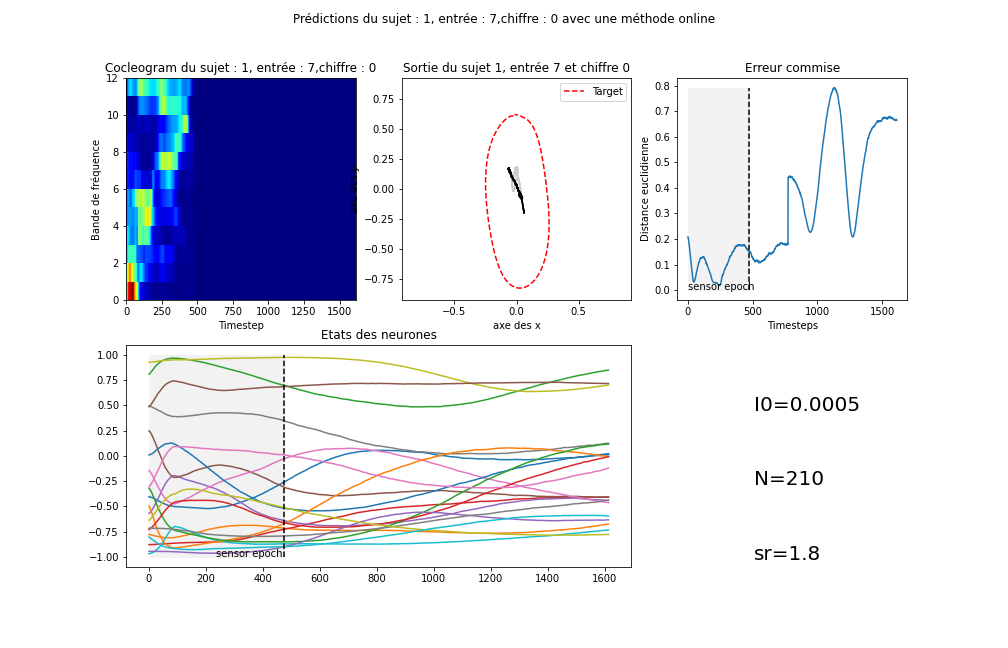 Prédictions du sujet : 1, entrée : 7,chiffre : 0 avec une méthode online
Cocleogram du sujet : 1, entrée : 7,chiffre : 0
Sortie du sujet 1, entrée 7 et chiffre 0
Erreur commise
Bande de fréquence
12
10
8
6
4
2
0
0 250 500 750 1000 1250 1500
Timestep
Target
0.75
0.50
0.25
0.00
−0.25
−0.50
−0.75
−0.5 0.0 0.5
axe des x
Distance euclidienne
0.8
0.7
0.6
0.5
0.4
0.3
0.2
0.1
0.0
sensor epoch
0 500 1000 1500
Timesteps
Etats des neurones
1.00
0.75
0.50
0.25
0.00
−0.25
−0.50
−0.75
−1.00
sensor epoch
0 200 400 600 800 1000 1200 1400 1600
I0=0.0005
N=210
sr=1.8